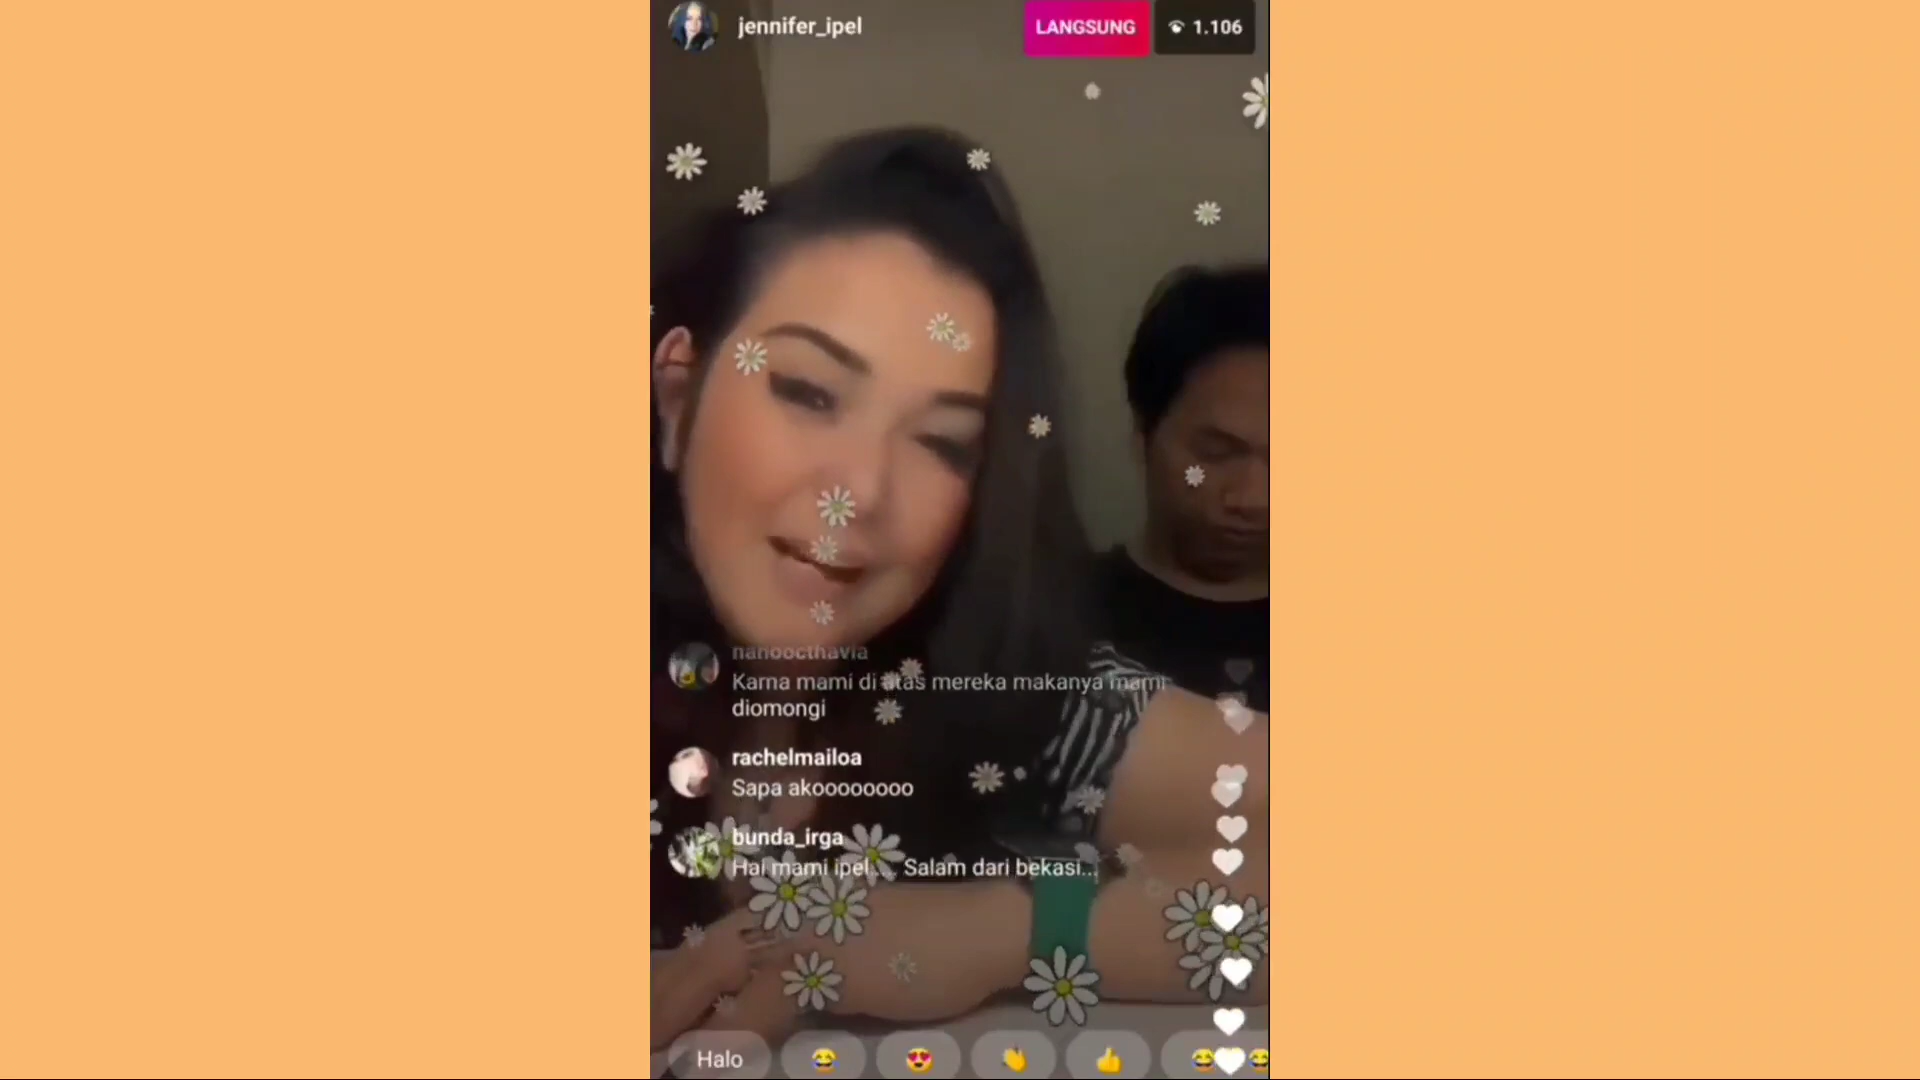 jennifer_ipel
LANGSUNG
1.106
nanoocthavia
Karna mami di atas mereka makanya mami
diomongi
rachelmailoa
Sapa akoooooooo
bunda_irga
Hai mami ipel..... Salam dari bekasi...
Halo